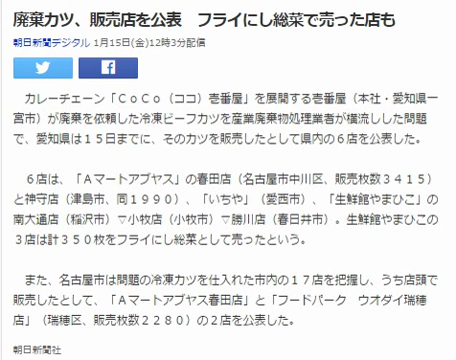 廃棄カツ、販売店を公表　フライにし総菜で売った店も
朝日新聞デジタル 1月15日(金)12時3分配信
　カレーチェーン「ＣｏＣｏ（ココ）壱番屋」を展開する壱番屋（本社・愛知県一
宮市）が廃棄を依頼した冷凍ビーフカツを産業廃棄物処理業者が横流しした問題
で、愛知県は１５日までに、そのカツを販売したとして県内の６店を公表した。
　６店は、「Ａマートアブヤス」の春田店（名古屋市中川区、販売枚数３４１５）
と神守店（津島市、同１９９０）、「いちや」（愛西市）、「生鮮館やまひこ」の
南大通店（稲沢市）▽小牧店（小牧市）▽勝川店（春日井市）。生鮮館やまひこの
３店は計３５０枚をフライにし総菜として売ったという。
　また、名古屋市は問題の冷凍カツを仕入れた市内の１７店を把握し、うち店頭で
販売したとして、「Ａマートアブヤス春田店」と「フードパーク　ウオダイ瑞穂
店」（瑞穂区、販売枚数２２８０）の２店を公表した。
朝日新聞社